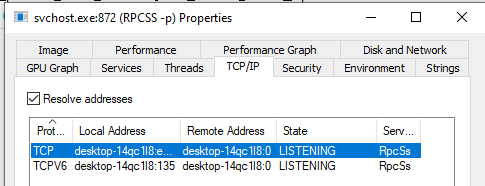 svchost.exe:872 (RPCSS -p) Properties
Image Performance Performance Graph Disk and Network
GPU Graph Services Threads TCP/IP Security Environment Strings
Resolve addresses
Prot... Local Address Remote Address State Serv...
TCP desktop-14qc1l8:e... desktop-14qc1l8:0 LISTENING RpcSs
TCPV6 desktop-14qc1l8:135 desktop-14qc1l8:0 LISTENING RpcSs